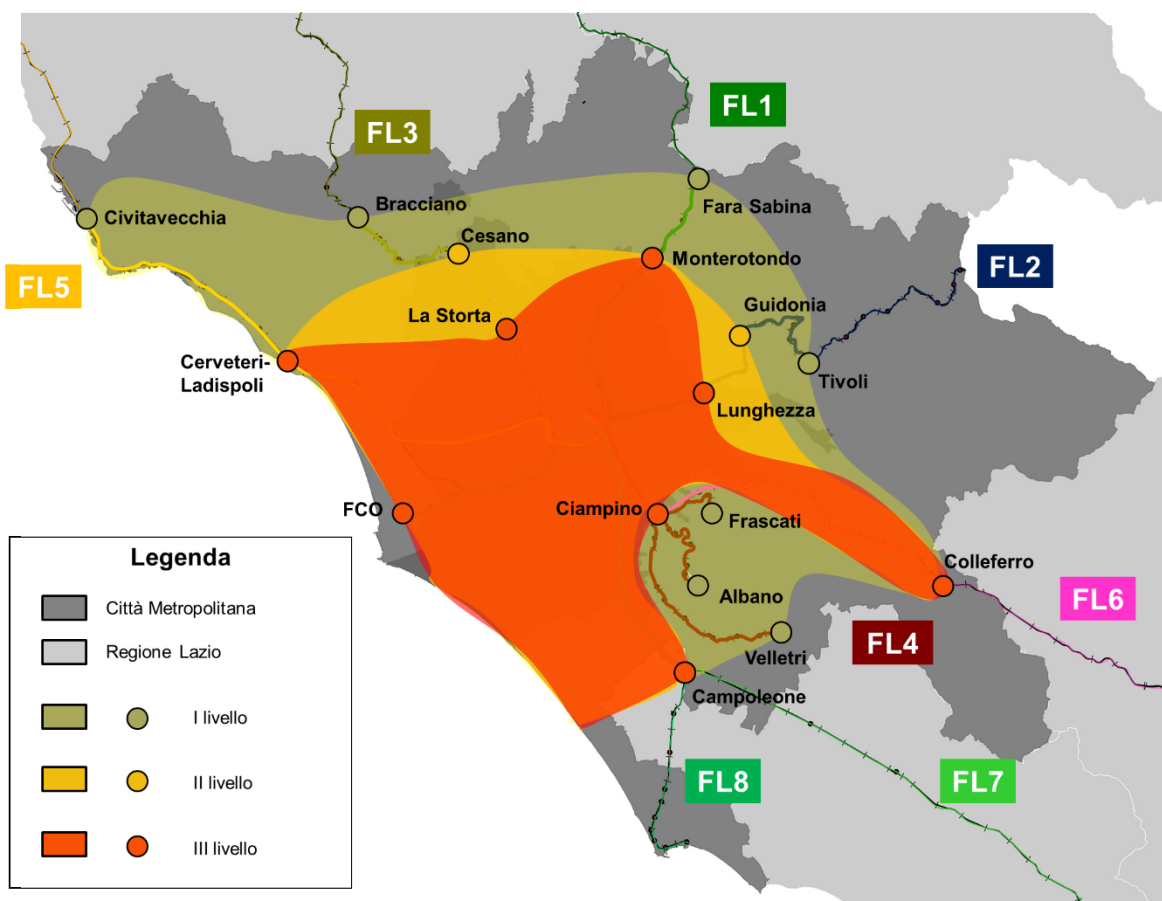 FL1
FL3
Fara Sabina
Bracciano
Civitavecchia
Cesano
Monterotondo
FL2
FL5
Guidonia
La Storta
Cerveteri-
Ladispoli
Tivoli
Lunghezza
FCO
Ciampino
Frascati
Colleferro
Albano
FL6
FL4
Velletri
Campoleone
FL8
FL7
Legenda
Città Metropolitana
Regione Lazio
I livello
II livello
III livello